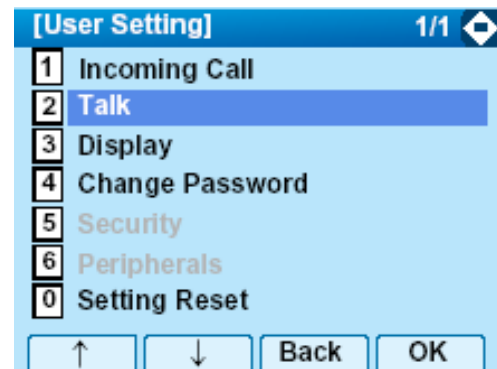 [User Setting] 1/1
1 Incoming Call
2 Talk
3 Display
4 Change Password
5 Security
6 Peripherals
0 Setting Reset
↑ ↓ Back OK